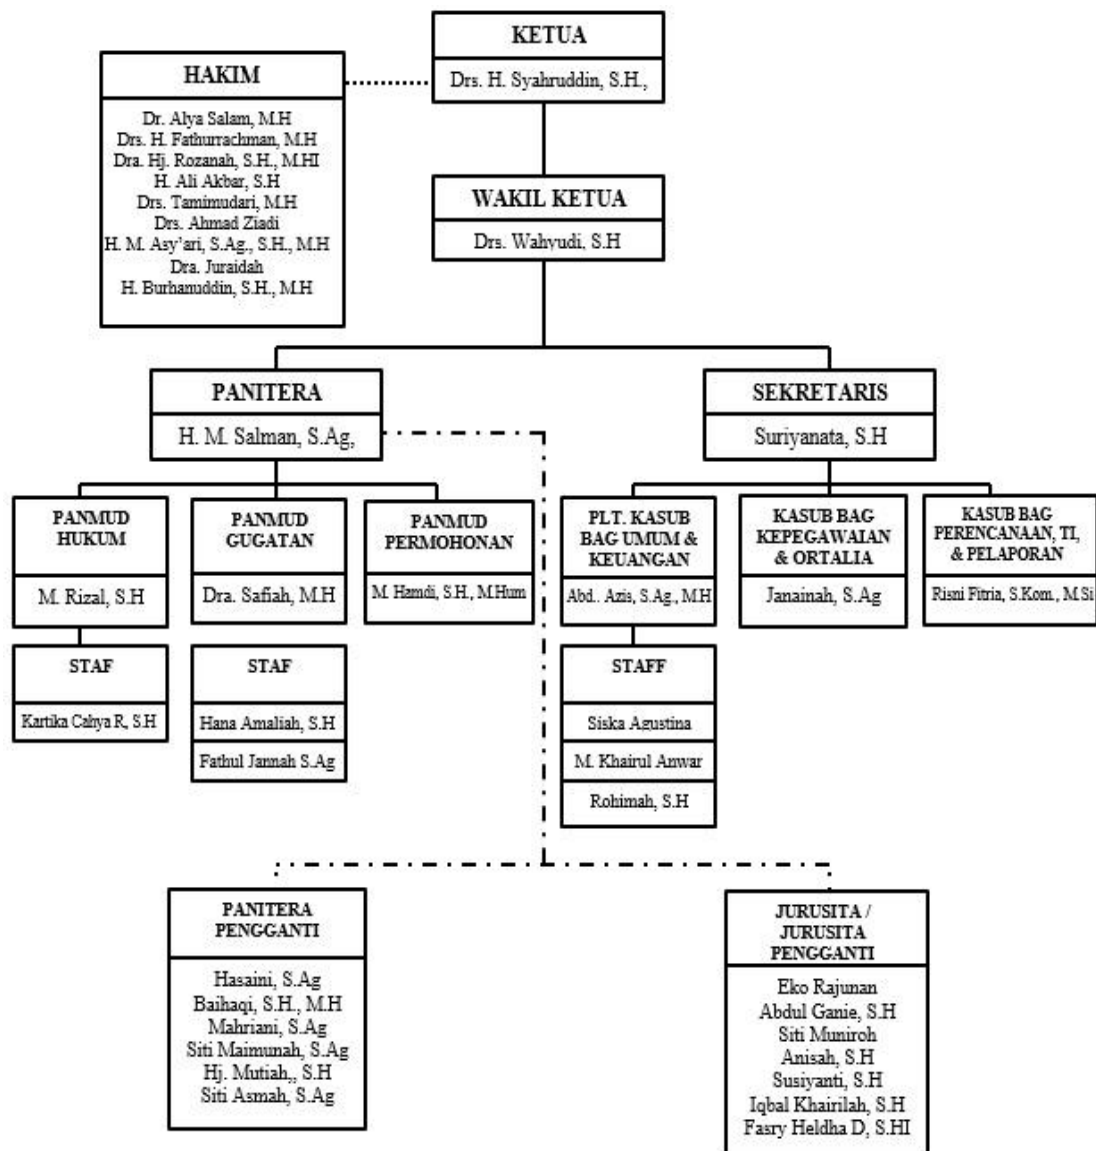 KETUA
Drs. H. Syahruddin, S.H.,
HAKIM
Dr. Alya Salam, M.H
Drs. H. Fathurrachman, M.H
Dra. Hj. Rozanah, S.H., M.HI
H. Ali Akbar, S.H
Drs. Tamimudari, M.H
Drs. Ahmad Ziadi
H. M. Asy'ari, S.Ag., S.H., M.H
Dra. Juraidah
H. Burhanuddin, S.H., M.H
WAKIL KETUA
Drs. Wahyudi, S.H
PANITERA
H. M. Salman, S.Ag,
SEKRETARIS
Suriyanata, S.H
PANMUD
HUKUM
M. Rizal, S.H
PANMUD
GUGATAN
Dra. Safiah, M.H
PANMUD
PERMOHONAN
M. Hamdi, S.H., M.Hum
PLT. KASUB
BAG UMUM &
KEUANGAN
Abd.. Azis, S.Ag., M.H
KASUB BAG
KEPEGAWAIAN
& ORTALIA
Janainah, S.Ag
KASUB BAG
PERENCANAAN, TI,
& PELAPORAN
Risni Fitria, S.Kom., M.Si
STAF
Kartika Cahya R, S.H
STAF
Hana Amaliah, S.H
Fathul Jannah S.Ag
STAFF
Siska Agustina
M. Khairul Anwar
Rohimah, S.H
PANITERA
PENGGANTI
Hasaini, S.Ag
Baihaqi, S.H., M.H
Mahriani, S.Ag
Siti Maimunah, S.Ag
Hj. Mutiah,, S.H
Siti Asmah, S.Ag
JURUSITA /
JURUSITA
PENGGANTI
Eko Rajunan
Abdul Ganie, S.H
Siti Muniroh
Anisah, S.H
Susiyanti, S.H
Iqbal Khairilah, S.H
Fasry Heldha D, S.HI